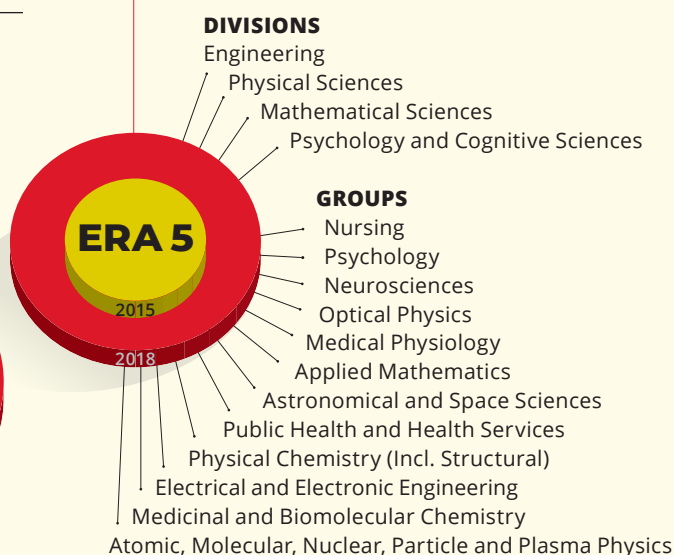 DIVISIONS
Engineering
Physical Sciences
Mathematical Sciences
Psychology and Cognitive Sciences
GROUPS
Nursing
Psychology
Neurosciences
Optical Physics
Medical Physiology
Applied Mathematics
Astronomical and Space Sciences
Public Health and Health Services
Physical Chemistry (Incl. Structural)
Electrical and Electronic Engineering
Medicinal and Biomolecular Chemistry
Atomic, Molecular, Nuclear, Particle and Plasma Physics
ERA 5
2015
2018